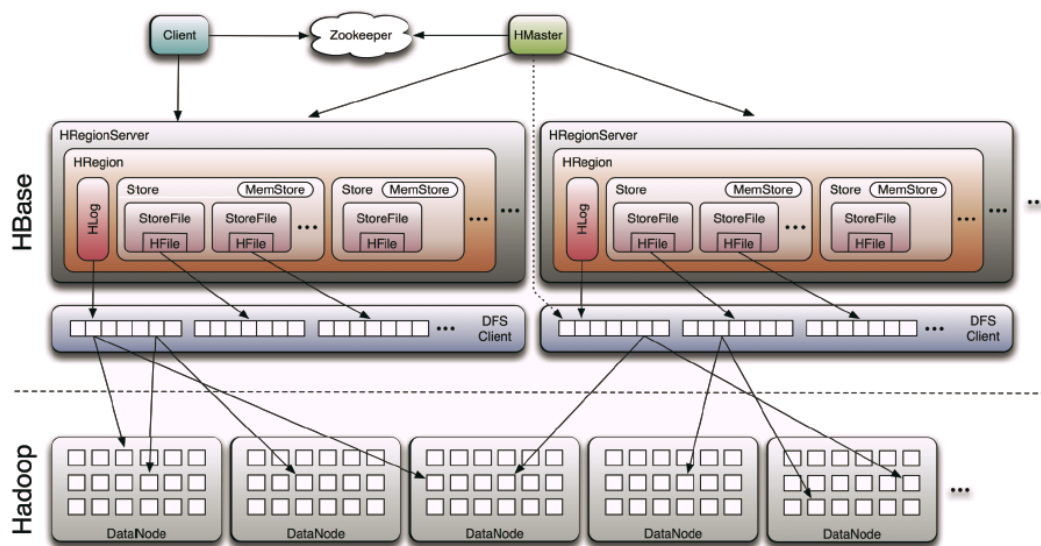 Client
Zookeeper
HMaster
HBase
HRegionServer
HRegion
HLog
Store
MemStore
StoreFile
HFile
StoreFile
HFile
...
Store
MemStore
StoreFile
HFile
...
...
HRegionServer
HRegion
HLog
Store
MemStore
StoreFile
HFile
StoreFile
HFile
...
Store
MemStore
StoreFile
HFile
...
...
...
...
DFS
Client
...
DFS
Client
Hadoop
DataNode
DataNode
DataNode
DataNode
DataNode
...